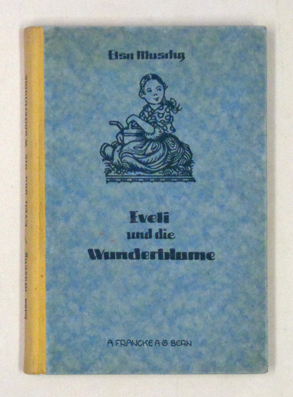 Elsa Muschg
Eveli
und die
Wunderblume
A FRANCKE A-G BERN